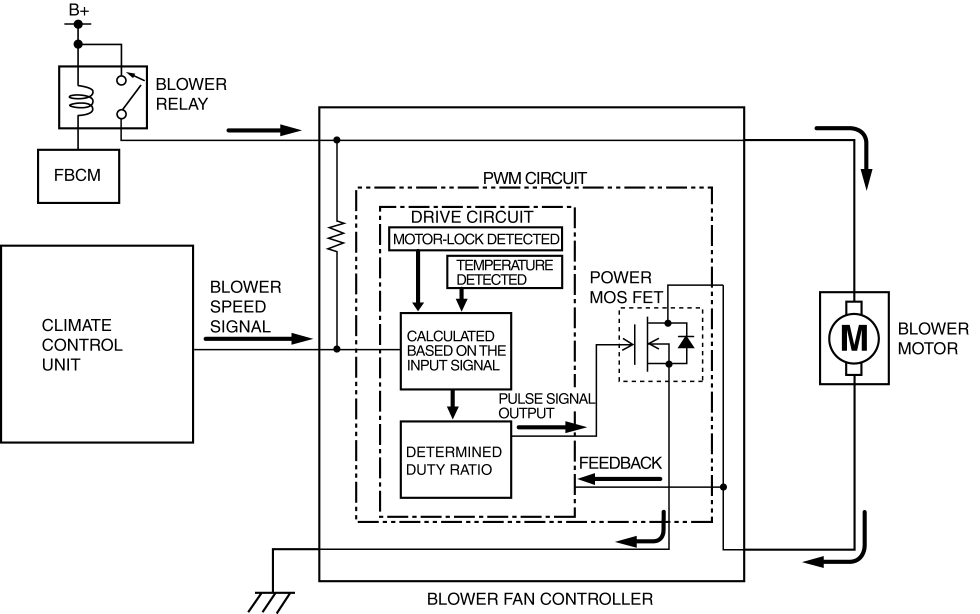 B+
BLOWER
RELAY
FBCM
PWM CIRCUIT
DRIVE CIRCUIT
MOTOR-LOCK DETECTED
TEMPERATURE
DETECTED
POWER
MOS FET
BLOWER
SPEED
SIGNAL
CLIMATE
CONTROL
UNIT
CALCULATED
BASED ON THE
INPUT SIGNAL
M
BLOWER
MOTOR
PULSE SIGNAL
OUTPUT
DETERMINED
DUTY RATIO
FEEDBACK
BLOWER FAN CONTROLLER